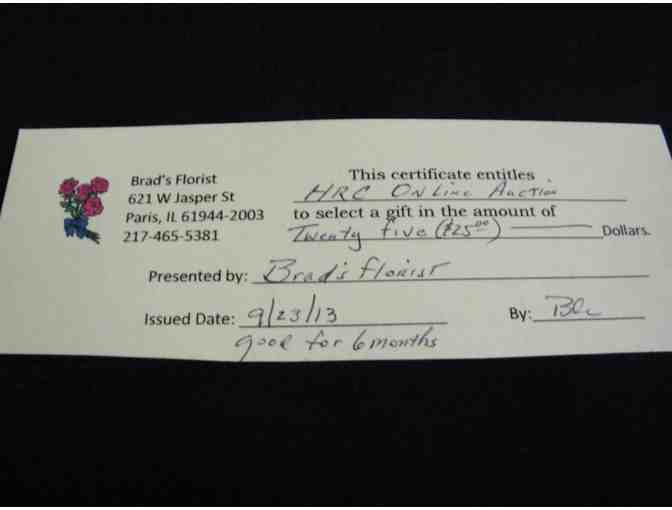 Brad's Florist
621 W Jasper St
Paris, IL 61944-2003
217-465-5381
This certificate entitles
HRC Online Auction
to select a gift in the amount of
Twenty five ($25.00) Dollars.
Presented by: Brad's florist
Issued Date: 9/23/13
By:
good for 6 months